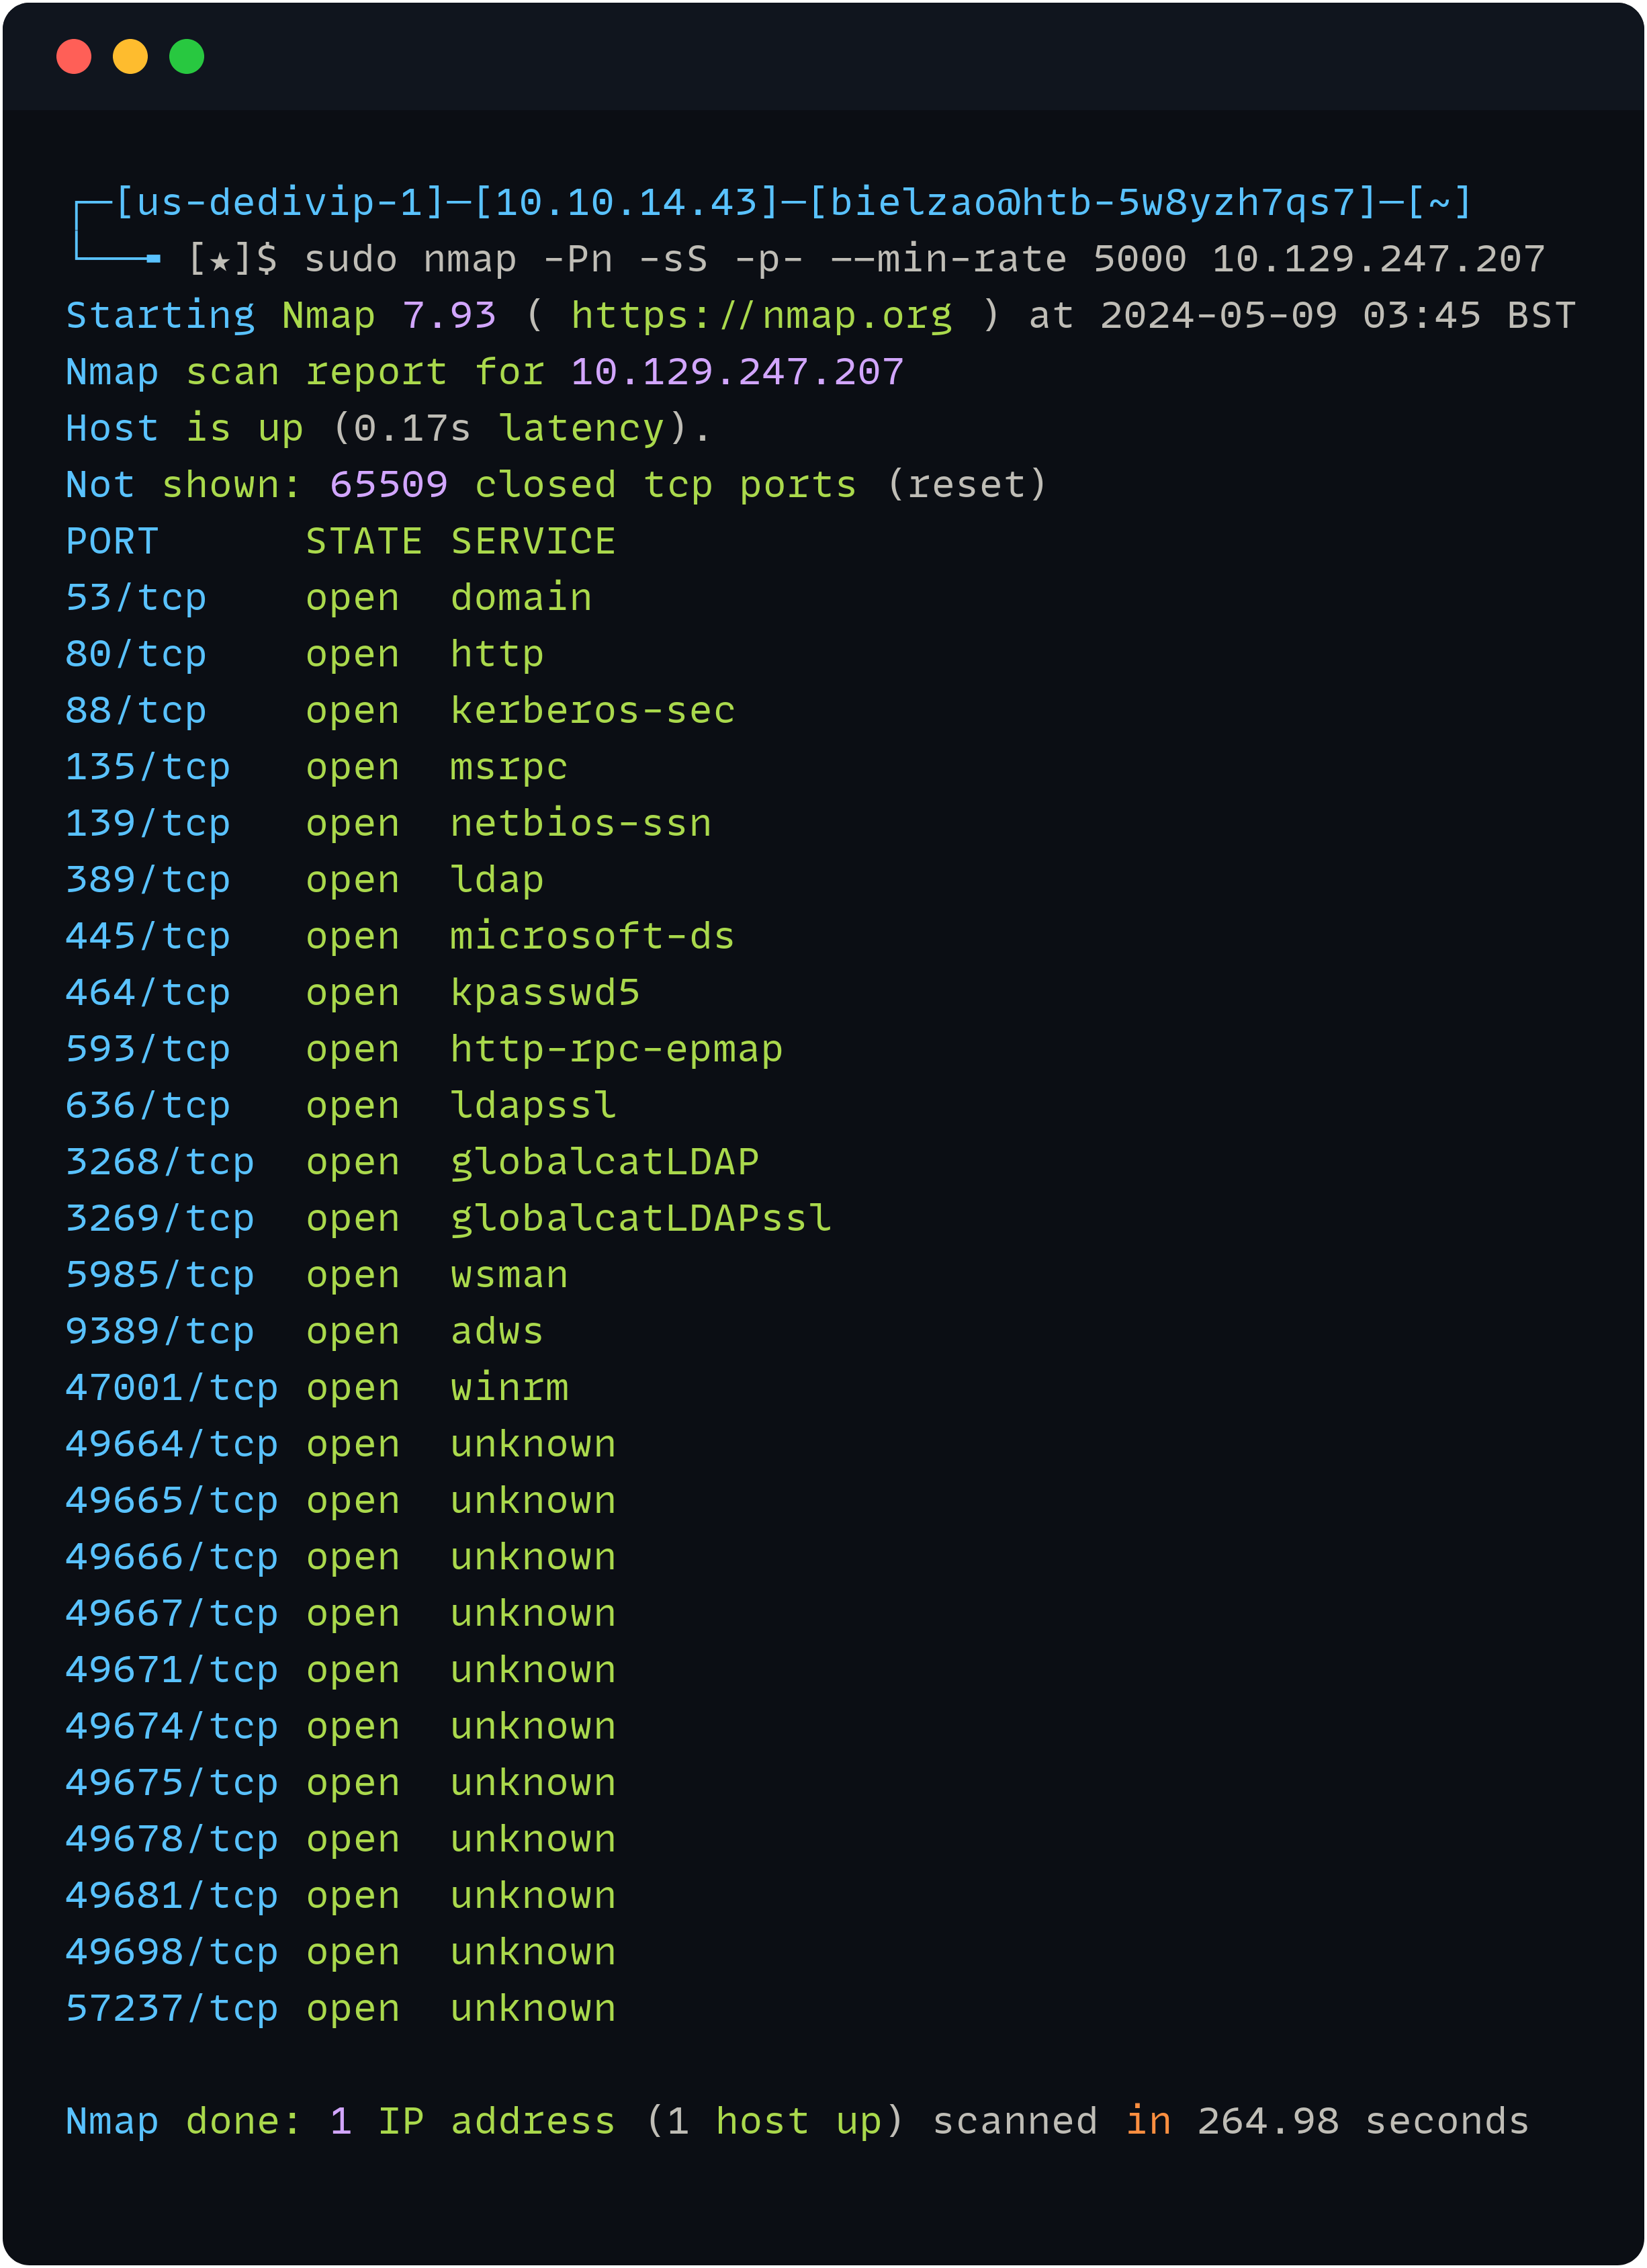 ┌─[us-dedivip-1]─[10.10.14.43]─[bielzao@htb-5w8yzh7qs7]─[~]
└──╼ [★]$ sudo nmap -Pn -sS -p- --min-rate 5000 10.129.247.207
Starting Nmap 7.93 ( https://nmap.org ) at 2024-05-09 03:45 BST
Nmap scan report for 10.129.247.207
Host is up (0.17s latency).
Not shown: 65509 closed tcp ports (reset)
PORT      STATE SERVICE
53/tcp    open  domain
80/tcp    open  http
88/tcp    open  kerberos-sec
135/tcp   open  msrpc
139/tcp   open  netbios-ssn
389/tcp   open  ldap
445/tcp   open  microsoft-ds
464/tcp   open  kpasswd5
593/tcp   open  http-rpc-epmap
636/tcp   open  ldapssl
3268/tcp  open  globalcatLDAP
3269/tcp  open  globalcatLDAPssl
5985/tcp  open  wsman
9389/tcp  open  adws
47001/tcp open  winrm
49664/tcp open  unknown
49665/tcp open  unknown
49666/tcp open  unknown
49667/tcp open  unknown
49671/tcp open  unknown
49674/tcp open  unknown
49675/tcp open  unknown
49678/tcp open  unknown
49681/tcp open  unknown
49698/tcp open  unknown
57237/tcp open  unknown
Nmap done: 1 IP address (1 host up) scanned in 264.98 seconds